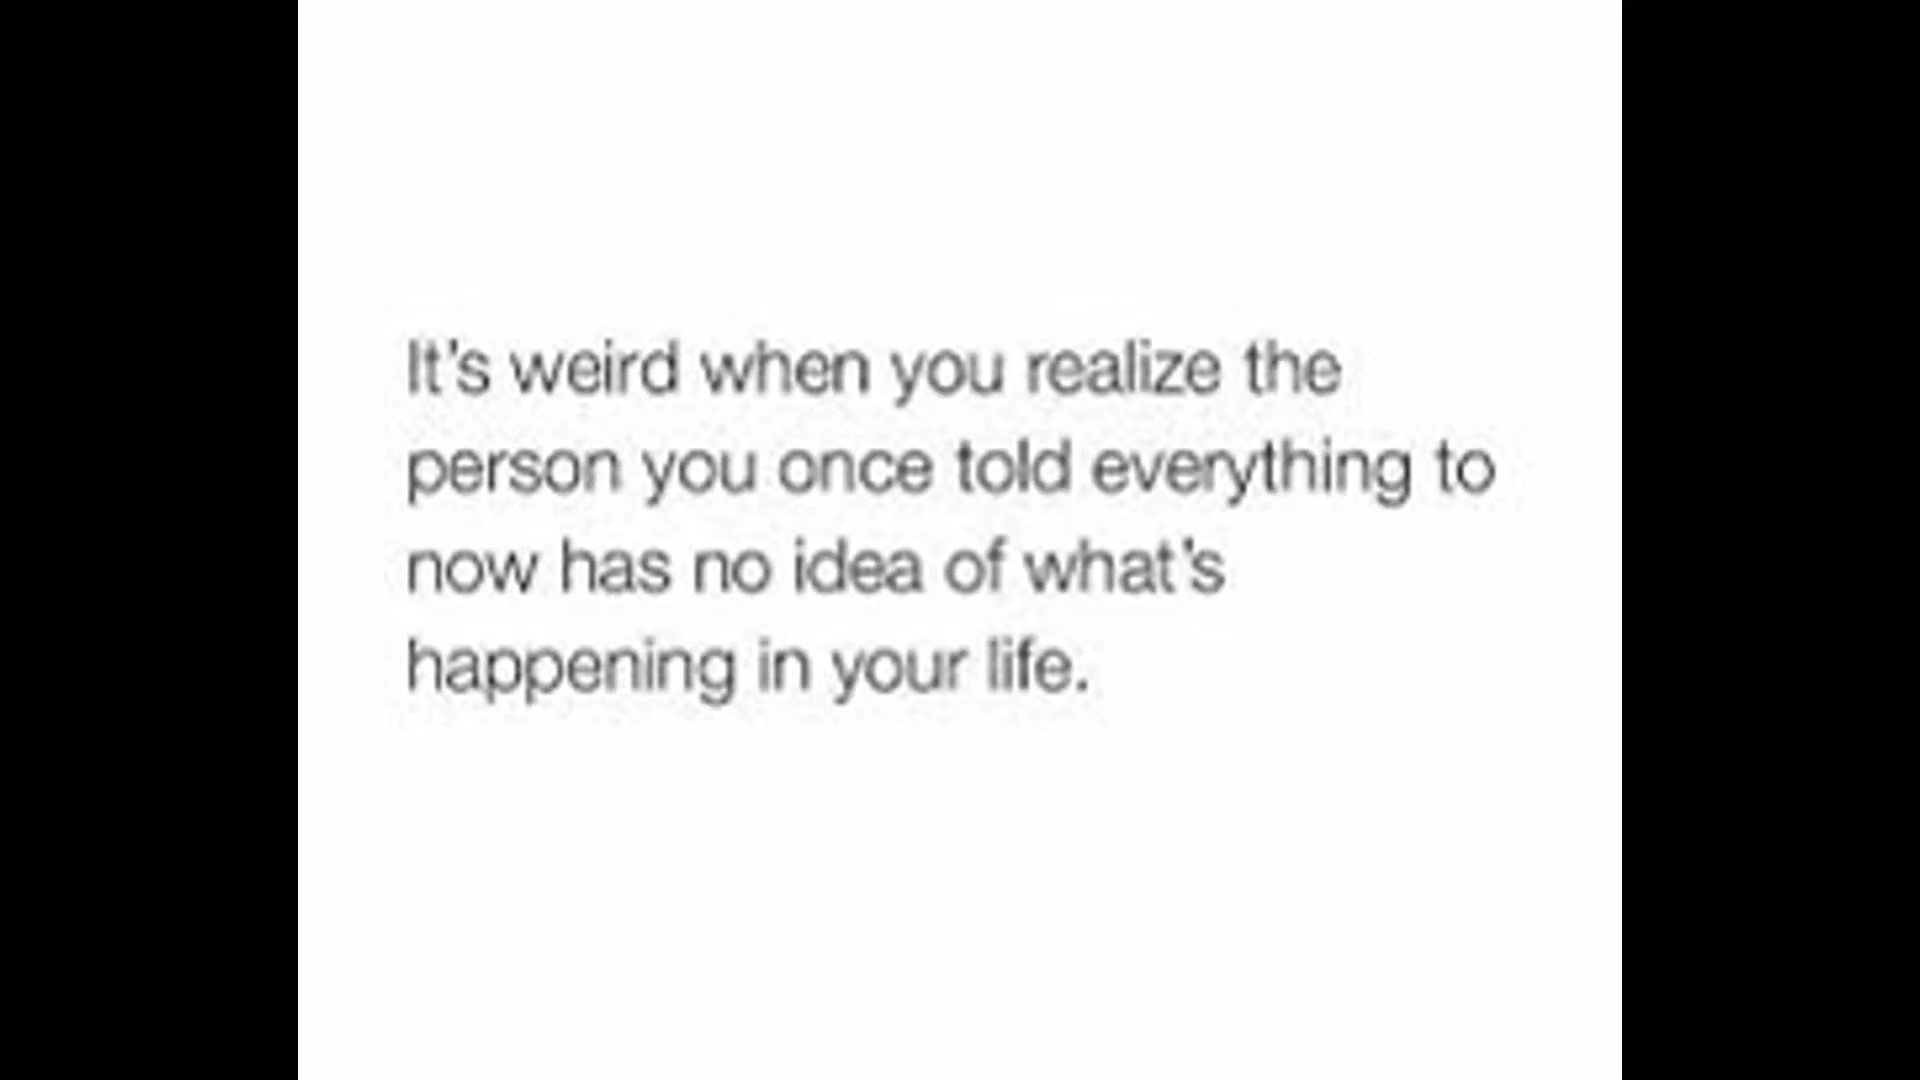 It's weird when you realize the
person you once told everything to
now has no idea of what's
happening in your life.